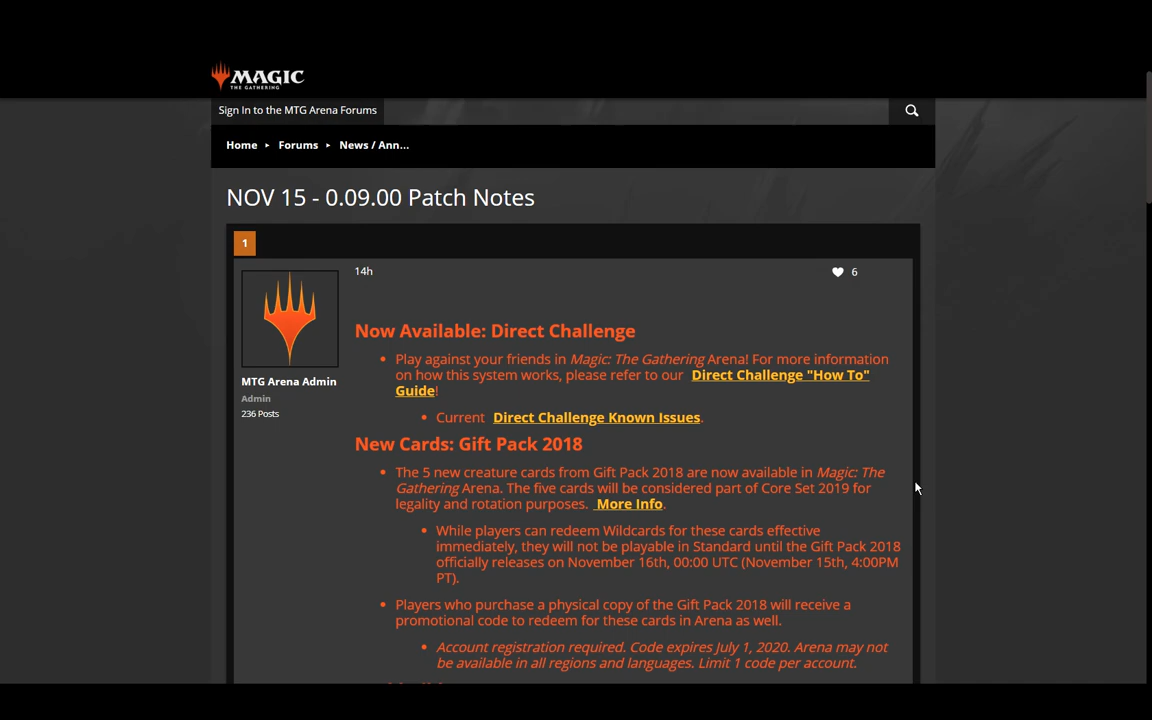 MAGIC
THE GATHERING
Sign In to the MTG Arena Forums
Home ▸ Forums ▸ News / Ann...
NOV 15 - 0.09.00 Patch Notes
1
14h
6
MTG Arena Admin
Admin
236 Posts
Now Available: Direct Challenge
• Play against your friends in Magic: The Gathering Arena! For more information
on how this system works, please refer to our Direct Challenge "How To"
Guide!
• Current Direct Challenge Known Issues.
New Cards: Gift Pack 2018
• The 5 new creature cards from Gift Pack 2018 are now available in Magic: The
Gathering Arena. The five cards will be considered part of Core Set 2019 for
legality and rotation purposes. More Info.
• While players can redeem Wildcards for these cards effective
immediately, they will not be playable in Standard until the Gift Pack 2018
officially releases on November 16th, 00:00 UTC (November 15th, 4:00PM
PT).
• Players who purchase a physical copy of the Gift Pack 2018 will receive a
promotional code to redeem for these cards in Arena as well.
• Account registration required. Code expires July 1, 2020. Arena may not
be available in all regions and languages. Limit 1 code per account.